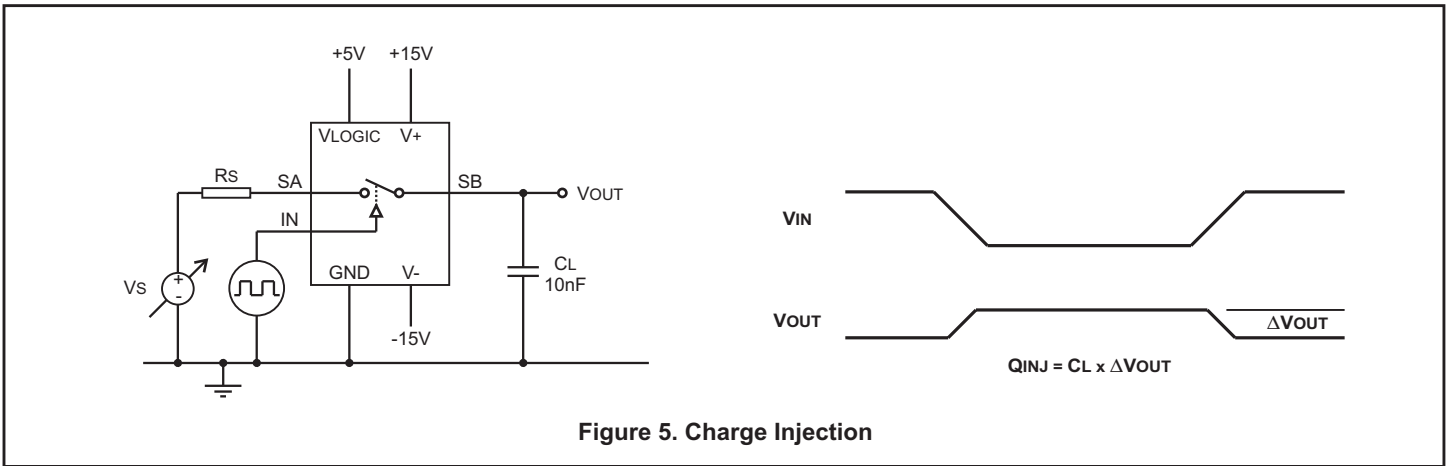 +5V +15V
VLOGIC V+
RS SA SB VOUT
IN
VS + -
GND V-
CL
10nF
-15V
VIN
VOUT ΔVOUT
QINJ = CL x ΔVOUT
Figure 5. Charge Injection